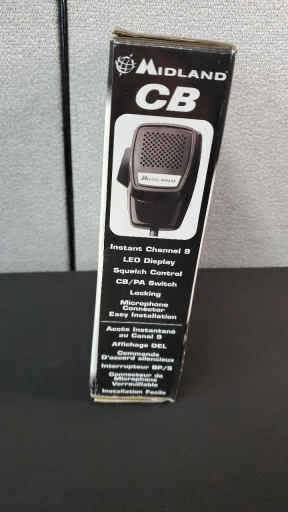 MIDLAND
CB
MIDLAND
Instant Channel 9
LED Display
Squelch Control
CB/PA Switch
Locking
Microphone
Connector
Easy Installation
Accès Instantané
au Canal 9
Affichage DEL
Commande
D'accord silencieux
Interrupteur BP/S
Connecteur de
Microphone
Verrouillable
Installation Facile